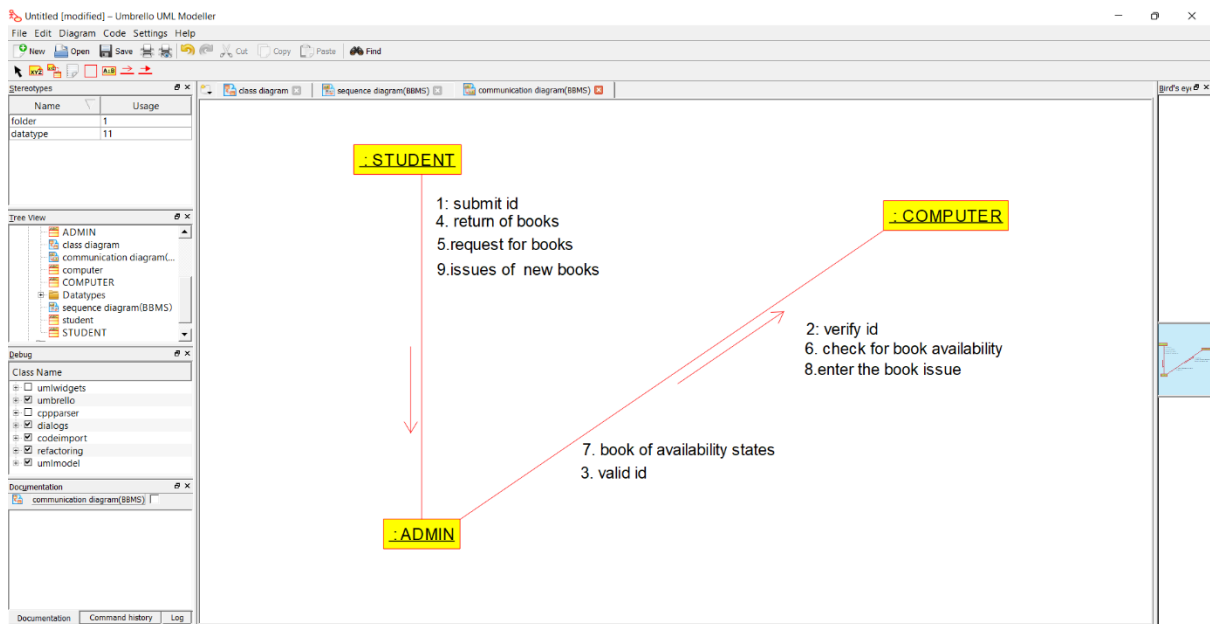 Untitled [modified] – Umbrello UML Modeller
File Edit Diagram Code Settings Help
New Open Save Cut Copy Paste Find
XYZ A:B
Stereotypes
Name Usage
folder 1
datatype 11
Tree View
ADMIN
class diagram
communication diagram(...
computer
COMPUTER
Datatypes
sequence diagram(BBMS)
student
STUDENT
Debug
Class Name
umlwidgets
umbrello
cppparser
dialogs
codeimport
refactoring
umlmodel
Documentation
communication diagram(BBMS)
Documentation Command history Log
class diagram sequence diagram(BBMS) communication diagram(BBMS)
: STUDENT
1: submit id
4. return of books
5.request for books
9.issues of new books
: COMPUTER
2: verify id
6. check for book availability
8.enter the book issue
7. book of availability states
3. valid id
: ADMIN
Bird's eye